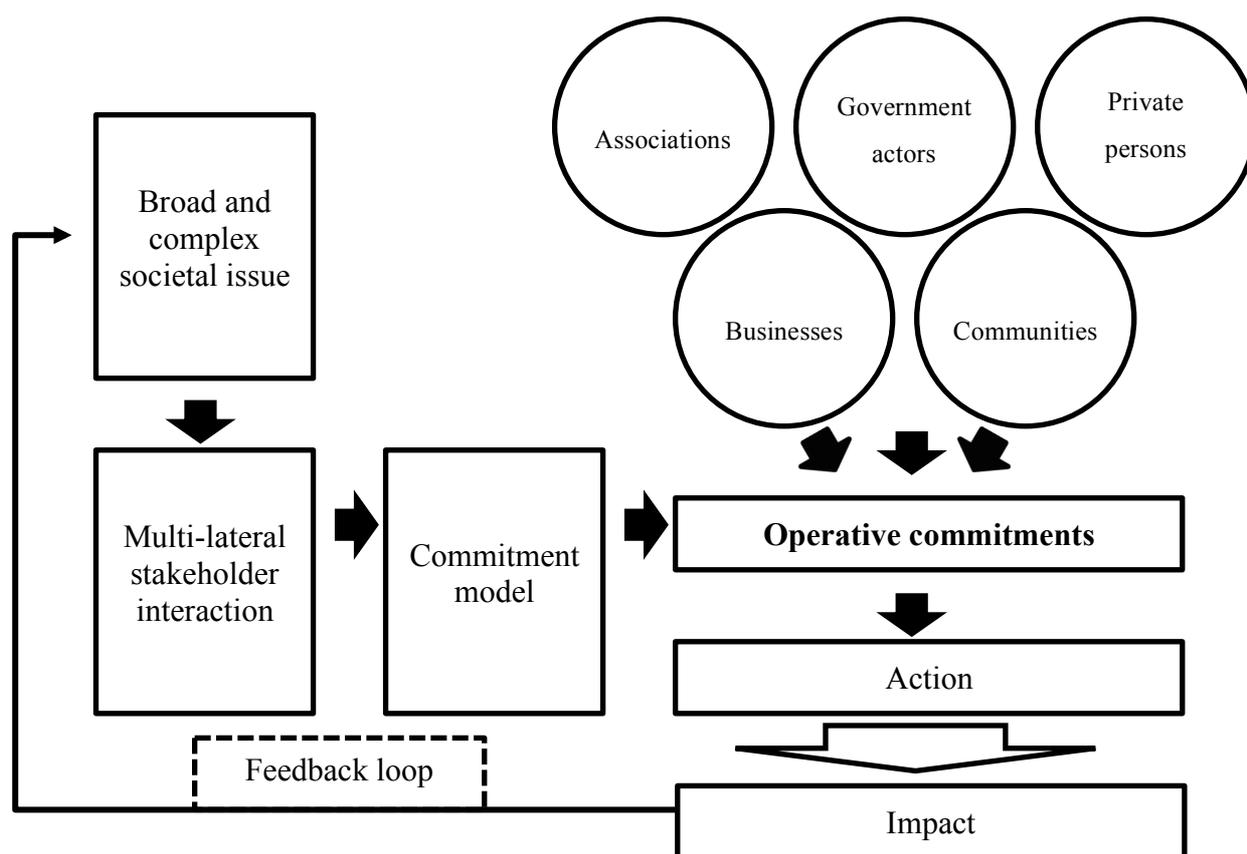 Associations
Government
actors
Private
persons
Broad and
complex
societal issue
Businesses
Communities
Multi-lateral
stakeholder
interaction
Commitment
model
Operative commitments
Action
Feedback loop
Impact